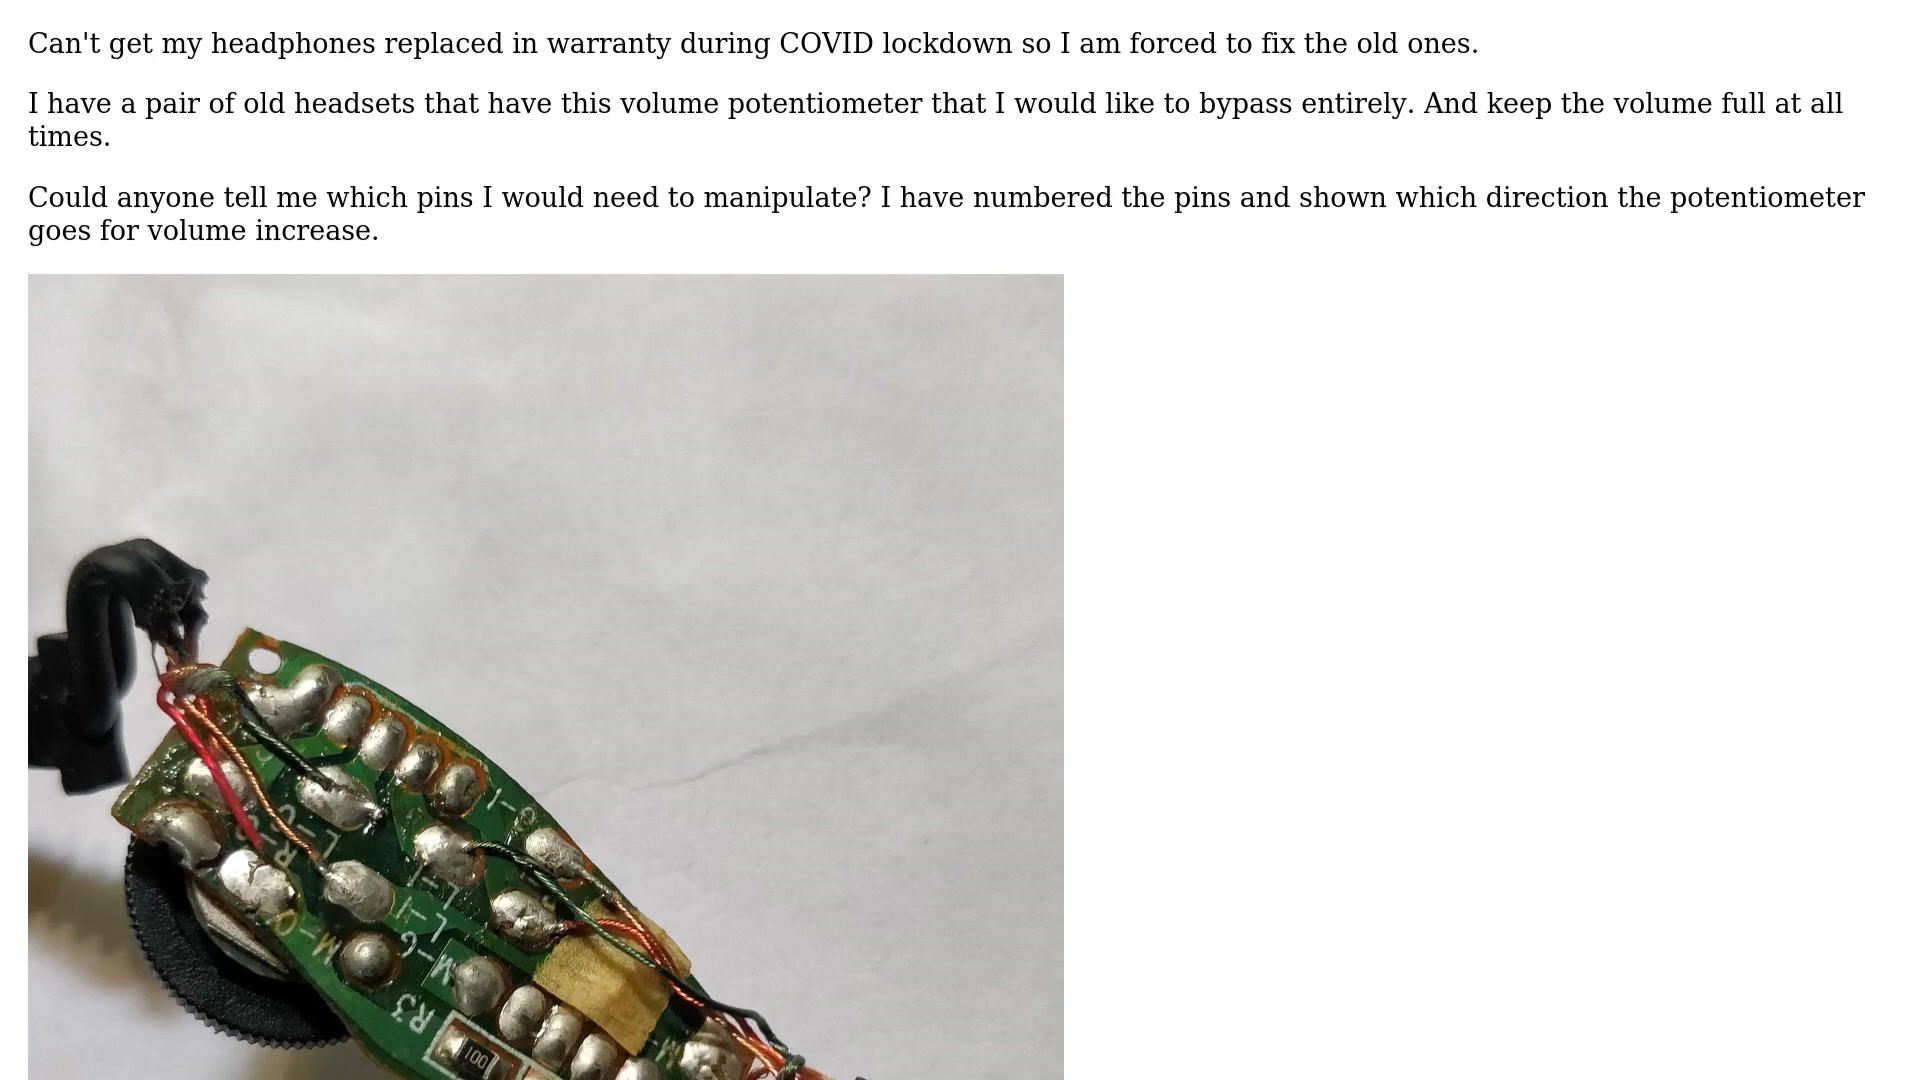 Can't get my headphones replaced in warranty during COVID lockdown so I am forced to fix the old ones.
I have a pair of old headsets that have this volume potentiometer that I would like to bypass entirely. And keep the volume full at all
times.
Could anyone tell me which pins I would need to manipulate? I have numbered the pins and shown which direction the potentiometer
goes for volume increase.
G-I
L-O
R-O
L-I
M-O
M-G
R3
100